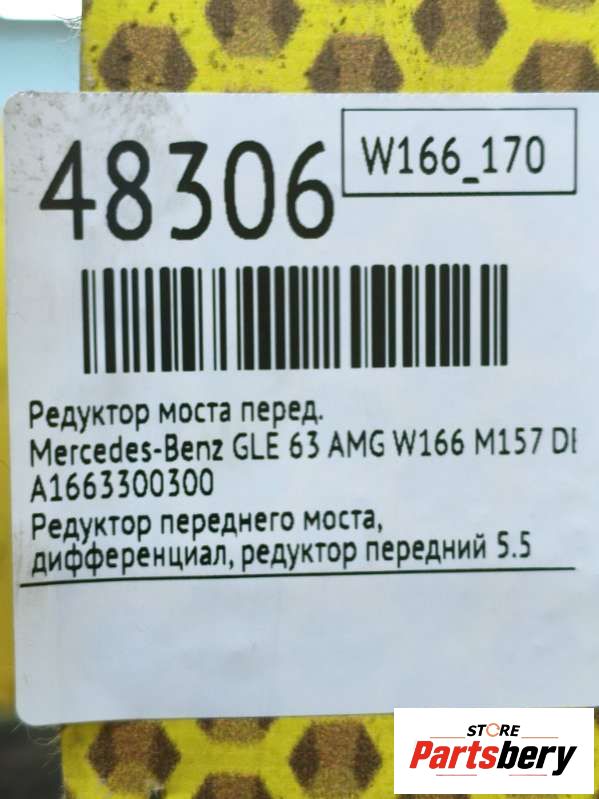 48306
W166_170
Редуктор моста перед.
Mercedes-Benz GLE 63 AMG W166 M157 
A1663300300
Редуктор переднего моста,
дифференциал, редуктор передний 5.5
STORE
Partsbery